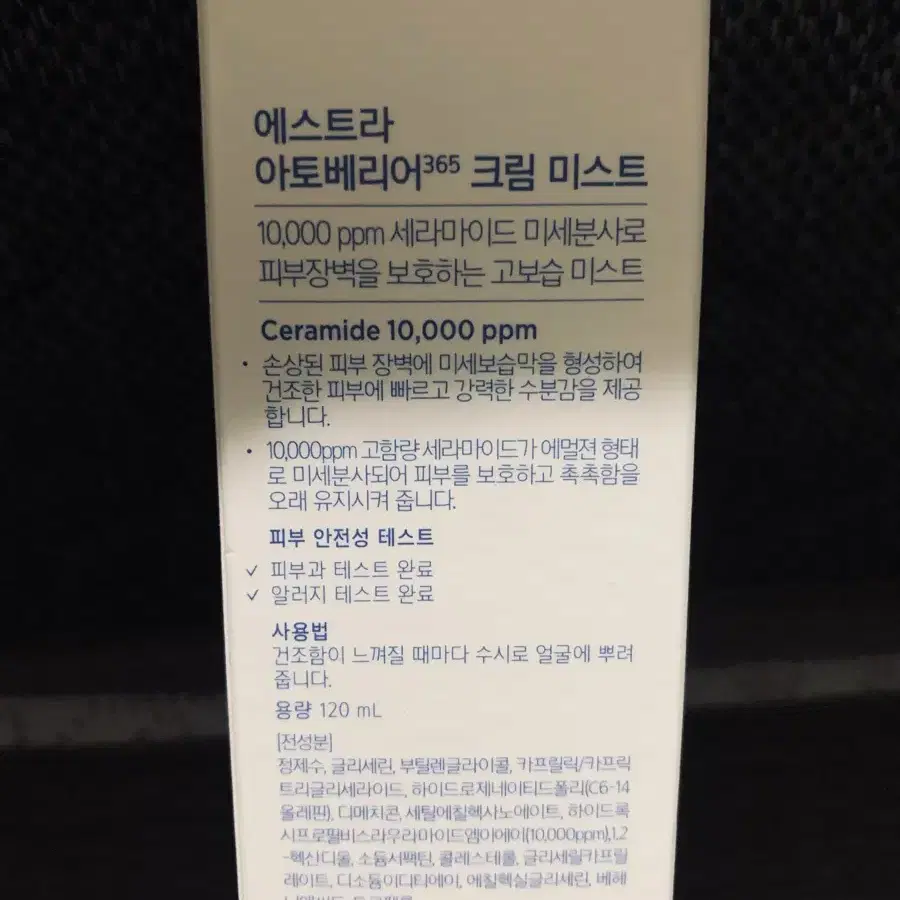 에스트라
아토베리어365 크림 미스트
10,000 ppm 세라마이드 미세분사로
피부장벽을 보호하는 고보습 미스트
Ceramide 10,000 ppm
• 손상된 피부 장벽에 미세보습막을 형성하여
건조한 피부에 빠르고 강력한 수분감을 제공
합니다.
• 10,000ppm 고함량 세라마이드가 에멀젼 형태
로 미세분사되어 피부를 보호하고 촉촉함을
오래 유지시켜 줍니다.
피부 안전성 테스트
✓ 피부과 테스트 완료
✓ 알러지 테스트 완료
사용법
건조함이 느껴질 때마다 수시로 얼굴에 뿌려
줍니다.
용량 120 mL
[전성분]
정제수, 글리세린, 부틸렌글라이콜, 카프릴릭/카프릭
트리글리세라이드, 하이드로제네이티드폴리(C6-14
올레핀), 디메치콘, 세틸에칠헥사노에이트, 하이드록
시프로필비스라우라마이드엠이에이(10,000ppm),1,2
-헥산디올, 소듐서팩틴, 콜레스테롤, 글리세릴카프릴
레이트, 디소듐이디티에이, 에칠헥실글리세린, 베헤